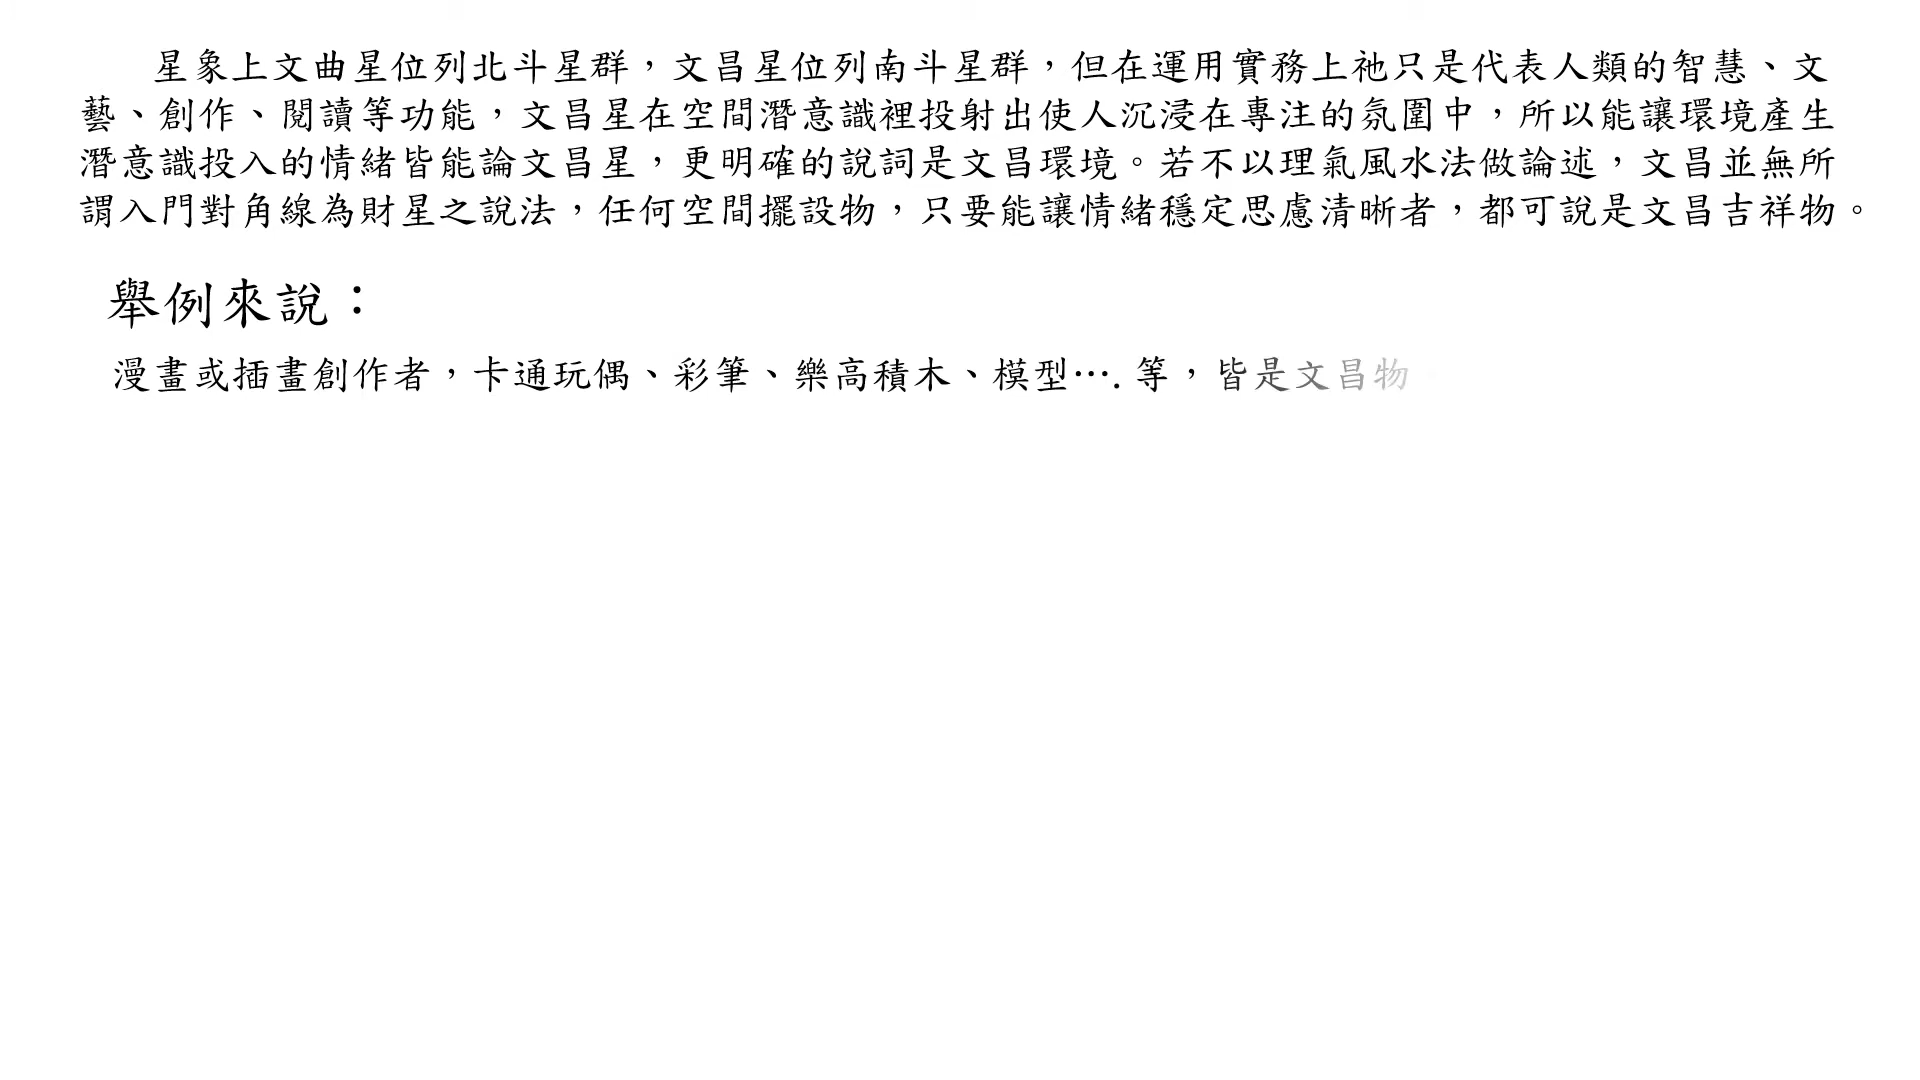 星象上文曲星位列北斗星群，文昌星位列南斗星群，但在運用實務上祂只是代表人類的智慧、文
藝、創作、閱讀等功能，文昌星在空間潛意識裡投射出使人沉浸在專注的氛圍中，所以能讓環境產生
潛意識投入的情緒皆能論文昌星，更明確的說詞是文昌環境。若不以理氣風水法做論述，文昌並無所
謂入門對角線為財星之說法，任何空間擺設物，只要能讓情緒穩定思慮清晰者，都可說是文昌吉祥物。
舉例來說：
漫畫或插畫創作者，卡通玩偶、彩筆、樂高積木、模型….等，皆是文昌物